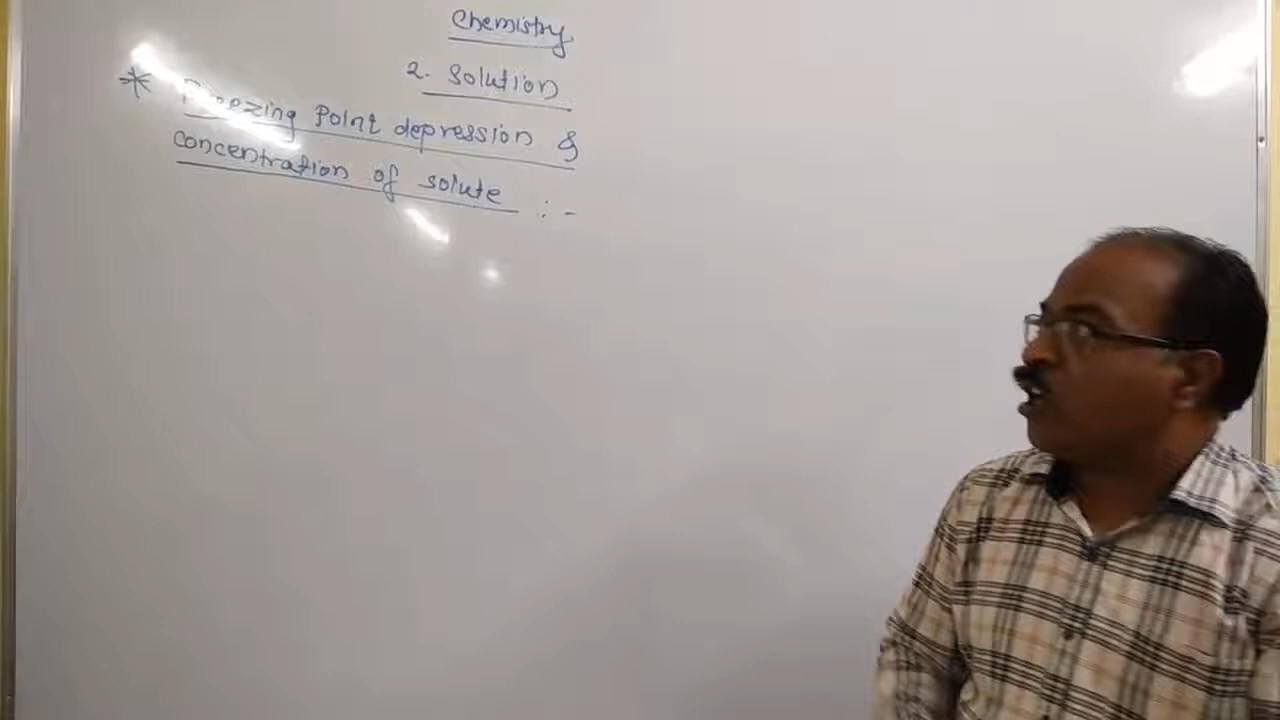 Chemistry
2. Solution
* Freezing Point depression &
concentration of solute :-